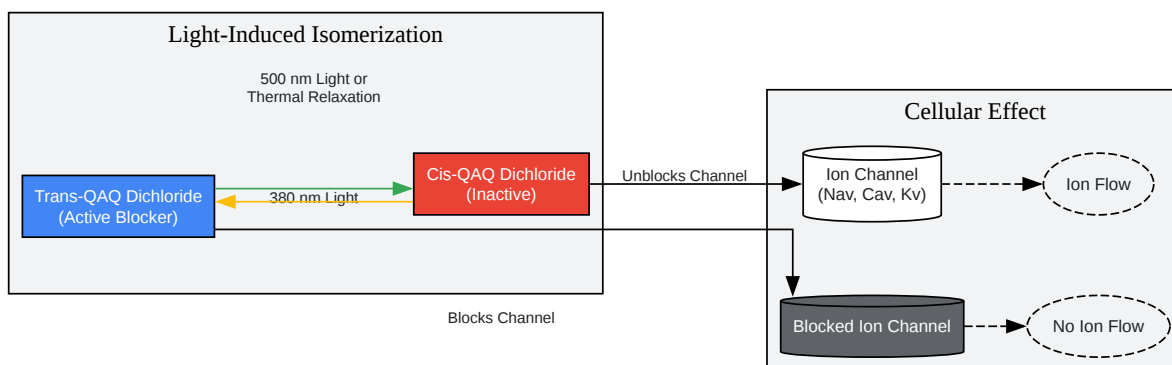 Light-Induced Isomerization
500 nm Light or
Thermal Relaxation
Trans-QAQ Dichloride
(Active Blocker)
380 nm Light
Cis-QAQ Dichloride
(Inactive)
Unblocks Channel
Blocks Channel
Cellular Effect
Ion Channel
(Nav, Cav, Kv)
Ion Flow
Blocked Ion Channel
No Ion Flow